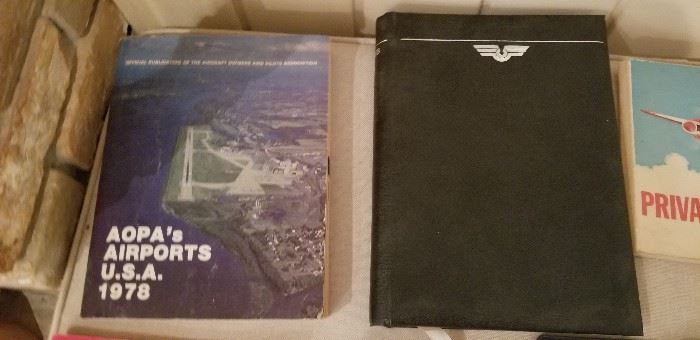 OFFICIAL PUBLICATION OF THE AIRCRAFT OWNERS AND PILOTS ASSOCIATION
AOPA's
AIRPORTS
U.S.A.
1978
PRIVA